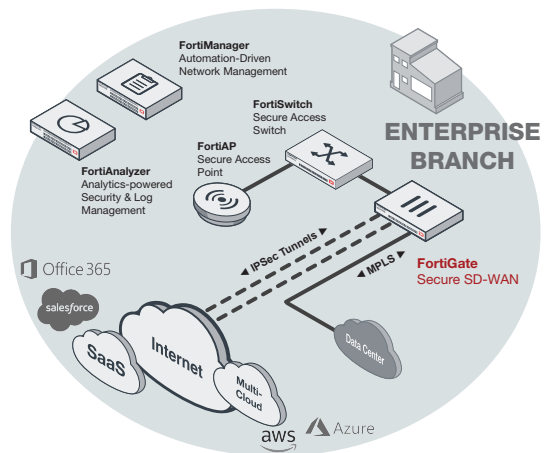 FortiManager
Automation-Driven
Network Management
FortiSwitch
Secure Access
Switch
ENTERPRISE
BRANCH
FortiAP
Secure Access
Point
FortiAnalyzer
Analytics-powered
Security & Log
Management
IPSec Tunnels
MPLS
FortiGate
Secure SD-WAN
Office 365
salesforce
SaaS
Internet
Multi-
Cloud
Data Center
aws
Azure